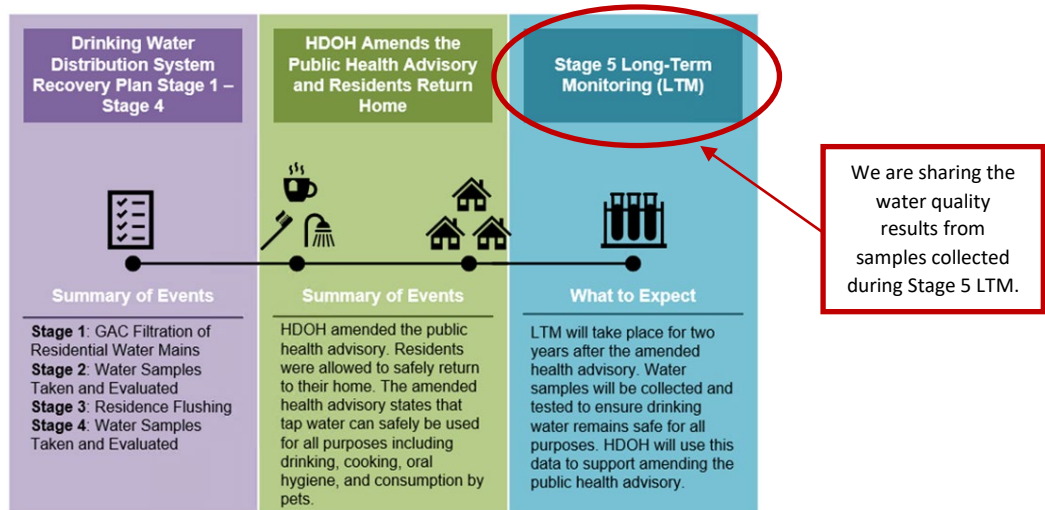 Drinking Water
Distribution System
Recovery Plan Stage 1 –
Stage 4
Summary of Events
Stage 1: GAC Filtration of
Residential Water Mains
Stage 2: Water Samples
Taken and Evaluated
Stage 3: Residence Flushing
Stage 4: Water Samples
Taken and Evaluated
HDOH Amends the
Public Health Advisory
and Residents Return
Home
Summary of Events
HDOH amended the public
health advisory. Residents
were allowed to safely return
to their home. The amended
health advisory states that
tap water can safely be used
for all purposes including
drinking, cooking, oral
hygiene, and consumption by
pets.
Stage 5 Long-Term
Monitoring (LTM)
What to Expect
LTM will take place for two
years after the amended
health advisory. Water
samples will be collected and
tested to ensure drinking
water remains safe for all
purposes. HDOH will use this
data to support amending the
public health advisory.
We are sharing the
water quality
results from
samples collected
during Stage 5 LTM.